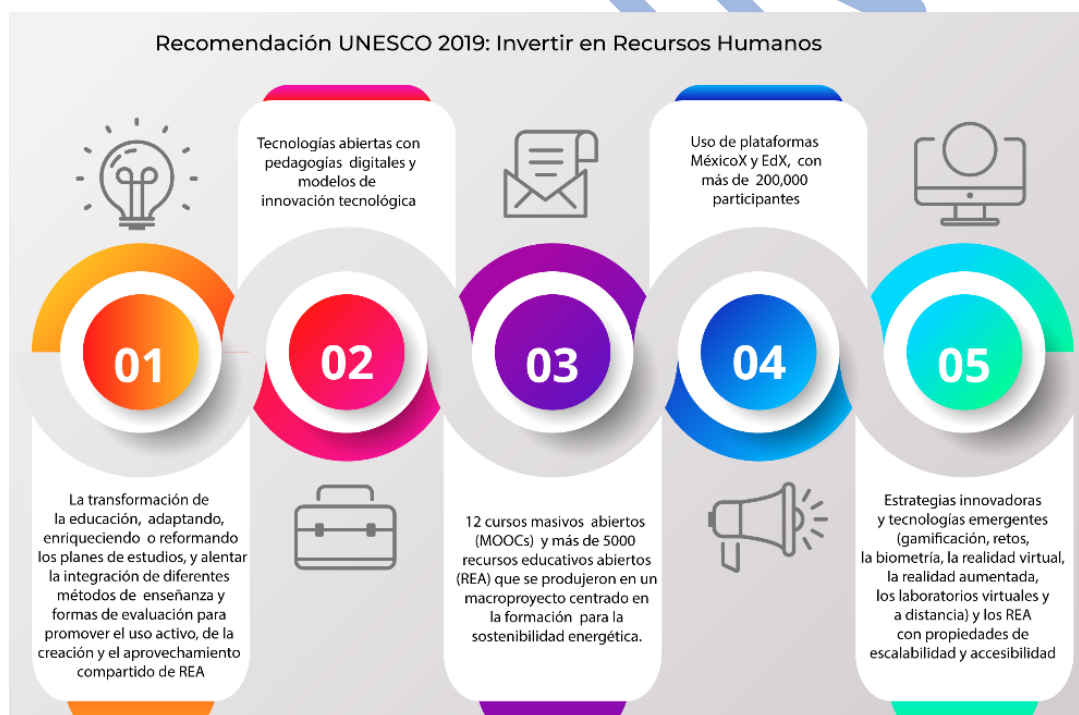 Recomendación UNESCO 2019: Invertir en Recursos Humanos
01
La transformación de
la educación, adaptando,
enriqueciendo o reformando
los planes de estudios, y alentar
la integración de diferentes
métodos de enseñanza y
formas de evaluación para
promover el uso activo, de la
creación y el aprovechamiento
compartido de REA
Tecnologías abiertas con
pedagogías digitales y
modelos de
innovación tecnológica
02
03
12 cursos masivos abiertos
(MOOCs) y más de 5000
recursos educativos abiertos
(REA) que se produjeron en un
macroproyecto centrado en
la formación para la
sostenibilidad energética.
Uso de plataformas
MéxicoX y EdX, con
más de 200,000
participantes
04
05
Estrategias innovadoras
y tecnologías emergentes
(gamificación, retos,
la biometría, la realidad virtual,
la realidad aumentada,
los laboratorios virtuales y
a distancia) y los REA
con propiedades de
escalabilidad y accesibilidad